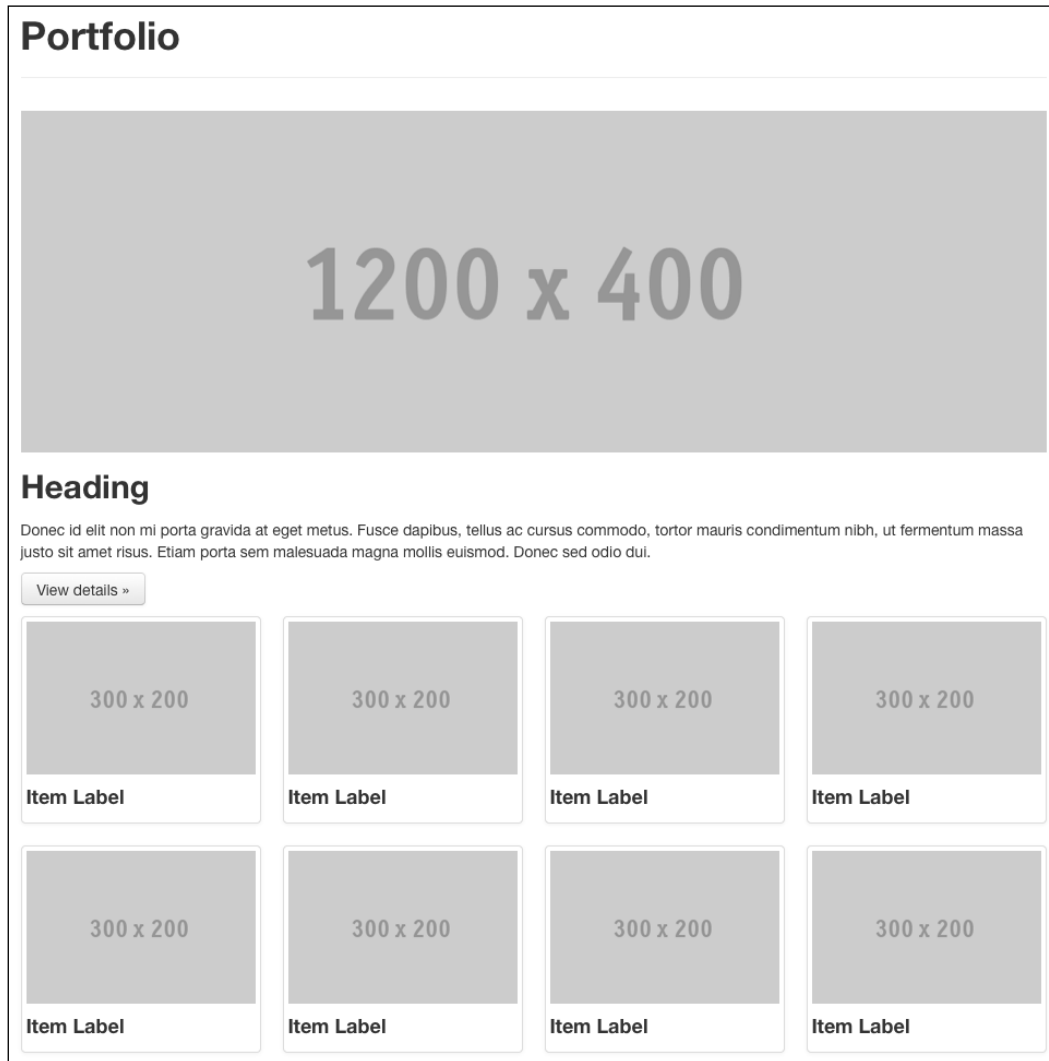 Portfolio
1200 x 400
Heading
Donec id elit non mi porta gravida at eget metus. Fusce dapibus, tellus ac cursus commodo, tortor mauris condimentum nibh, ut fermentum massa
justo sit amet risus. Etiam porta sem malesuada magna mollis euismod. Donec sed odio dui.
View details »
300 x 200 300 x 200 300 x 200 300 x 200
Item Label Item Label Item Label Item Label
300 x 200 300 x 200 300 x 200 300 x 200
Item Label Item Label Item Label Item Label